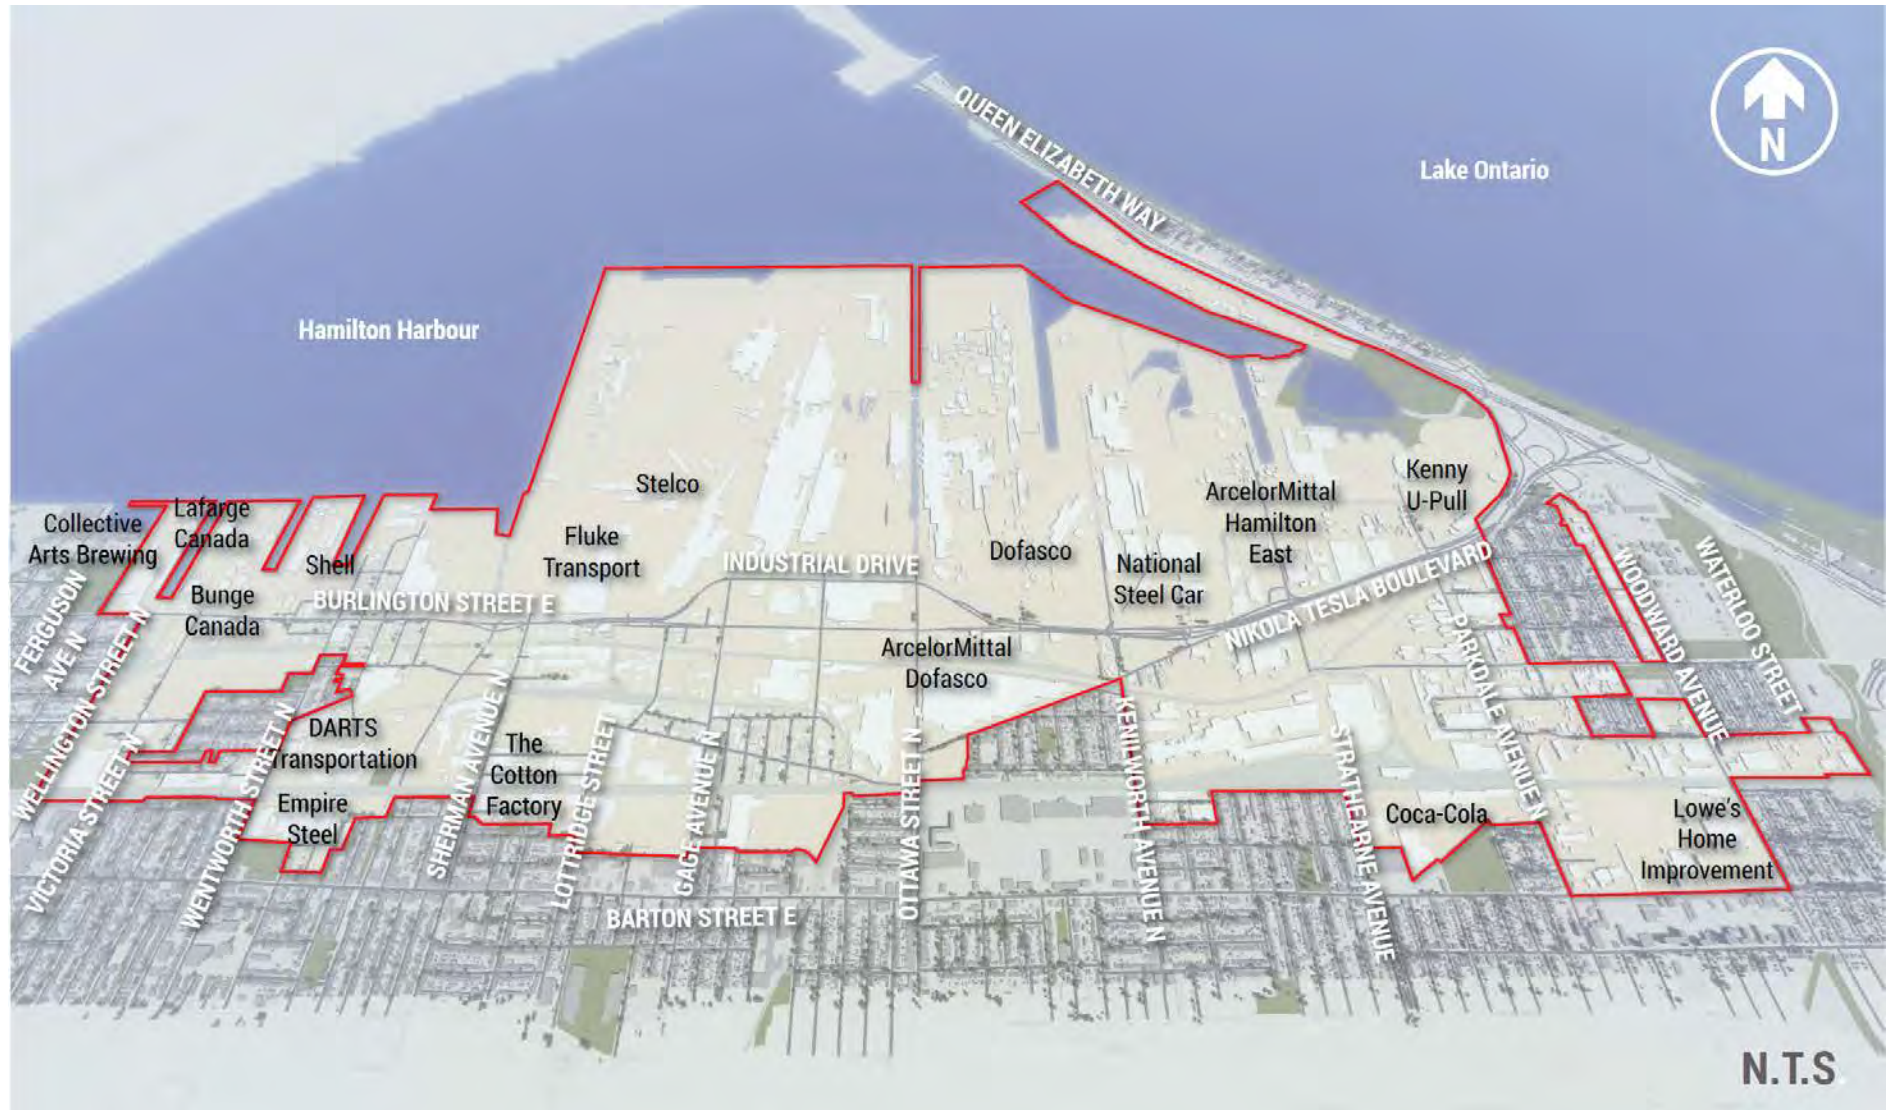 QUEEN ELIZABETH WAY
Lake Ontario
N
Hamilton Harbour
Stelco
Kenny
U-Pull
ArcelorMittal
Hamilton
East
Collective
Arts Brewing
Lafarge
Canada
Shell
Fluke
Transport
INDUSTRIAL DRIVE
Dofasco
National
Steel Car
NIKOLA TESLA BOULEVARD
WOODWARD AVENUE
WATERLOO STREET
Bunge
Canada
BURLINGTON STREET E
FERGUSON
AVE N
WELLINGTON STREET N
ArcelorMittal
Dofasco
PARKDALE AVENUE N
VICTORIA STREET N
WENTWORTH STREET N
DARTS
Transportation
SHERMAN AVENUE N
The
Cotton
Factory
LOTTRIDGE STREET
GAGE AVENUE N
OTTAWA STREET N
KENILWORTH AVENUE N
STRATHEARNE AVENUE
Empire
Steel
Coca-Cola
Lowe's
Home
Improvement
BARTON STREET E
N.T.S.